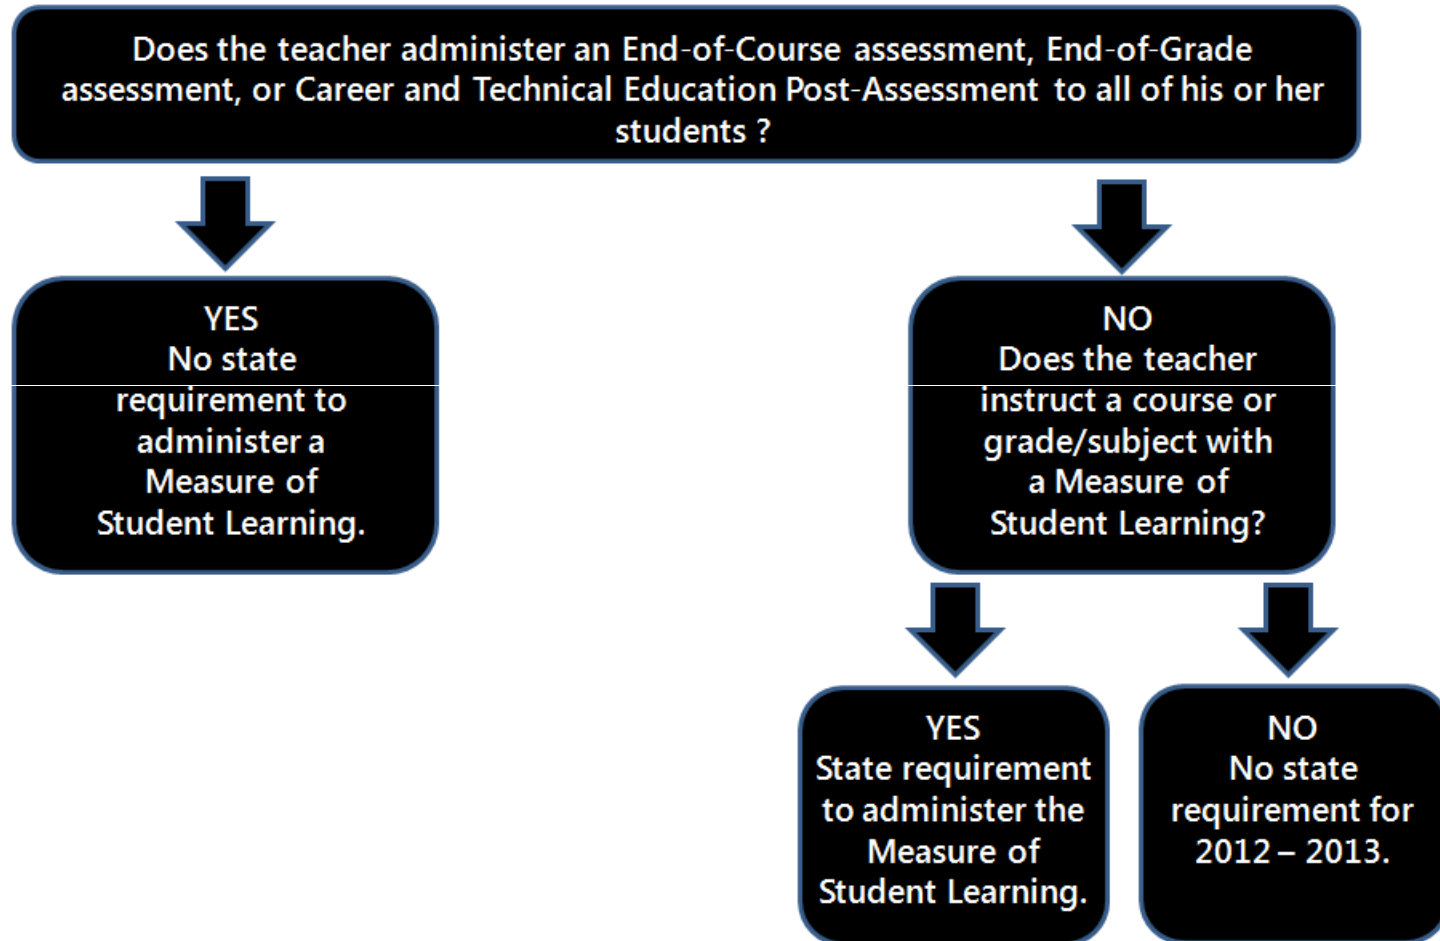 Does the teacher administer an End-of-Course assessment, End-of-Grade
assessment, or Career and Technical Education Post-Assessment to all of his or her
students ?
YES
No state
requirement to
administer a
Measure of
Student Learning.
NO
Does the teacher
instruct a course or
grade/subject with
a Measure of
Student Learning?
YES
State requirement
to administer the
Measure of
Student Learning.
NO
No state
requirement for
2012 – 2013.